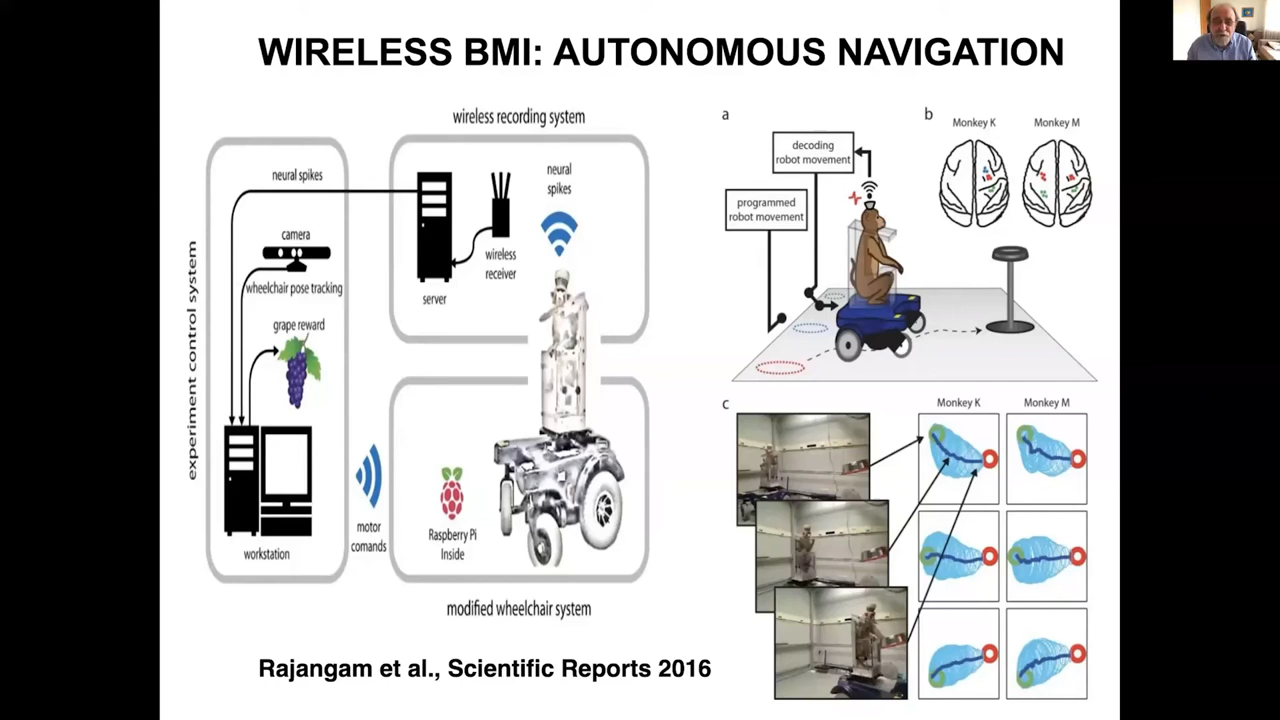 WIRELESS BMI: AUTONOMOUS NAVIGATION
wireless recording system
experiment control system
neural spikes
camera
wheelchair pose tracking
grape reward
workstation
neural
spikes
wireless
receiver
server
motor
comands
Raspberry Pi
Inside
modified wheelchair system
Rajangam et al., Scientific Reports 2016
a
decoding
robot movement
programmed
robot movement
b
Monkey K
Monkey M
c
Monkey K
Monkey M